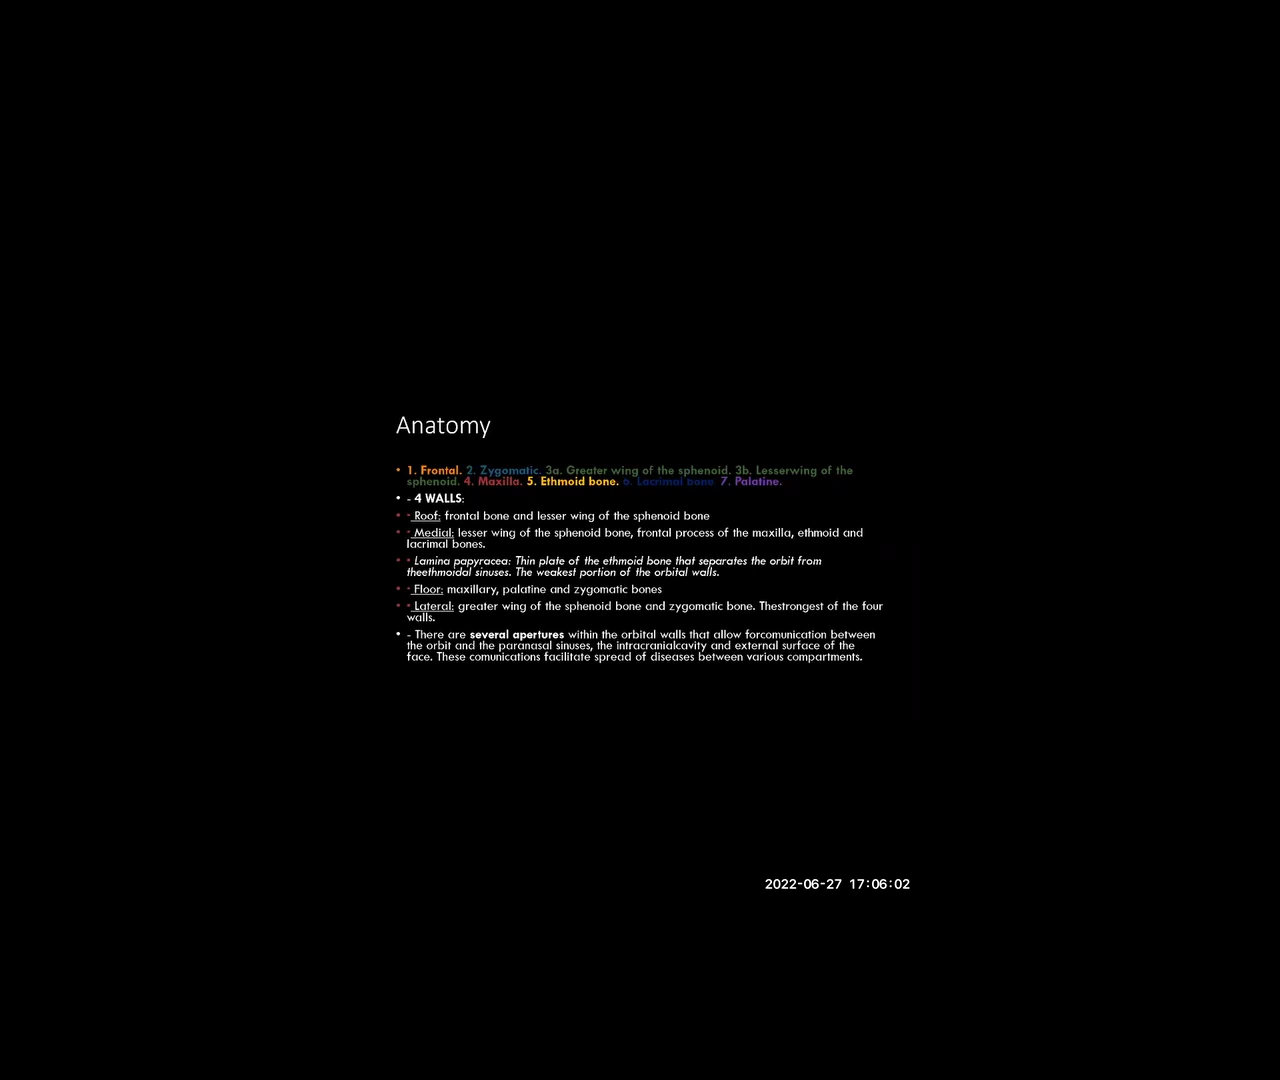 Anatomy
• 1. Frontal. 2. Zygomatic. 3a. Greater wing of the sphenoid. 3b. Lesserwing of the
sphenoid. 4. Maxilla. 5. Ethmoid bone. 6. Lacrimal bone 7. Palatine.
• - 4 WALLS:
• · Roof: frontal bone and lesser wing of the sphenoid bone
• · Medial: lesser wing of the sphenoid bone, frontal process of the maxilla, ethmoid and
lacrimal bones.
• · Lamina papyracea: Thin plate of the ethmoid bone that separates the orbit from
theethmoidal sinuses. The weakest portion of the orbital walls.
• · Floor: maxillary, palatine and zygomatic bones
• · Lateral: greater wing of the sphenoid bone and zygomatic bone. Thestrongest of the four
walls.
• - There are several apertures within the orbital walls that allow forcomunication between
the orbit and the paranasal sinuses, the intracranialcavity and external surface of the
face. These comunications facilitate spread of diseases between various compartments.
2022-06-27 17:06:02